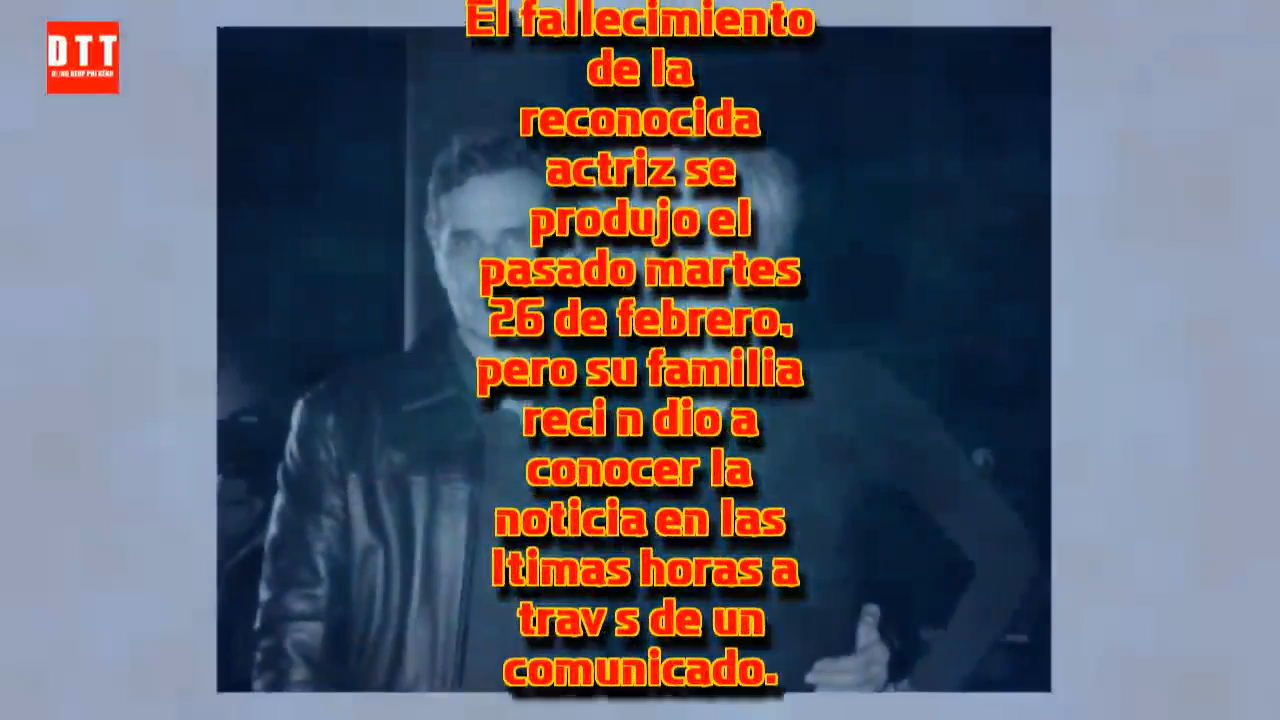 DTT
El fallecimiento
de la
reconocida
actriz se
produjo el
pasado martes
26 de febrero,
pero su familia
reci n dio a
conocer la
noticia en las
ltimas horas a
trav s de un
comunicado.